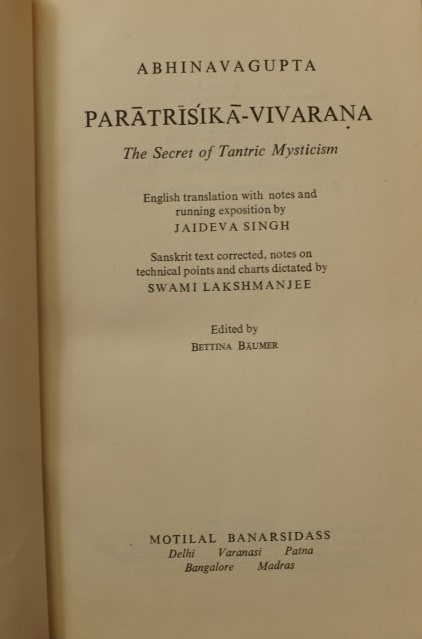 ABHINAVAGUPTA
PARĀTRĪŚIKĀ-VIVARAṆA
The Secret of Tantric Mysticism
English translation with notes and
running exposition by
JAIDEVA SINGH
Sanskrit text corrected, notes on
technical points and charts dictated by
SWAMI LAKSHMANJEE
Edited by
BETTINA BÄUMER
MOTILAL BANARSIDASS
Delhi Varanasi Patna
Bangalore Madras